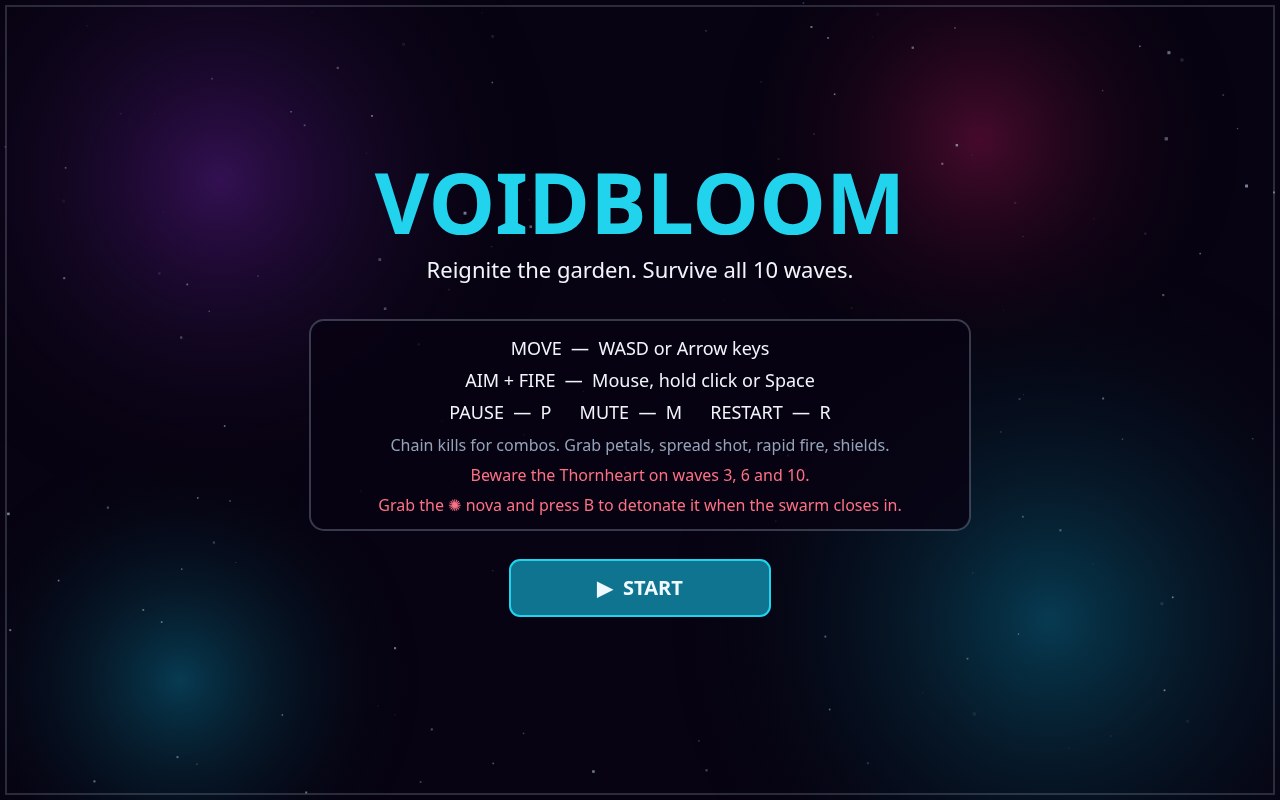 VOIDBLOOM
Reignite the garden. Survive all 10 waves.
MOVE — WASD or Arrow keys
AIM + FIRE — Mouse, hold click or Space
PAUSE — P MUTE — M RESTART — R
Chain kills for combos. Grab petals, spread shot, rapid fire, shields.
Beware the Thornheart on waves 3, 6 and 10.
Grab the ✺ nova and press B to detonate it when the swarm closes in.
▶ START